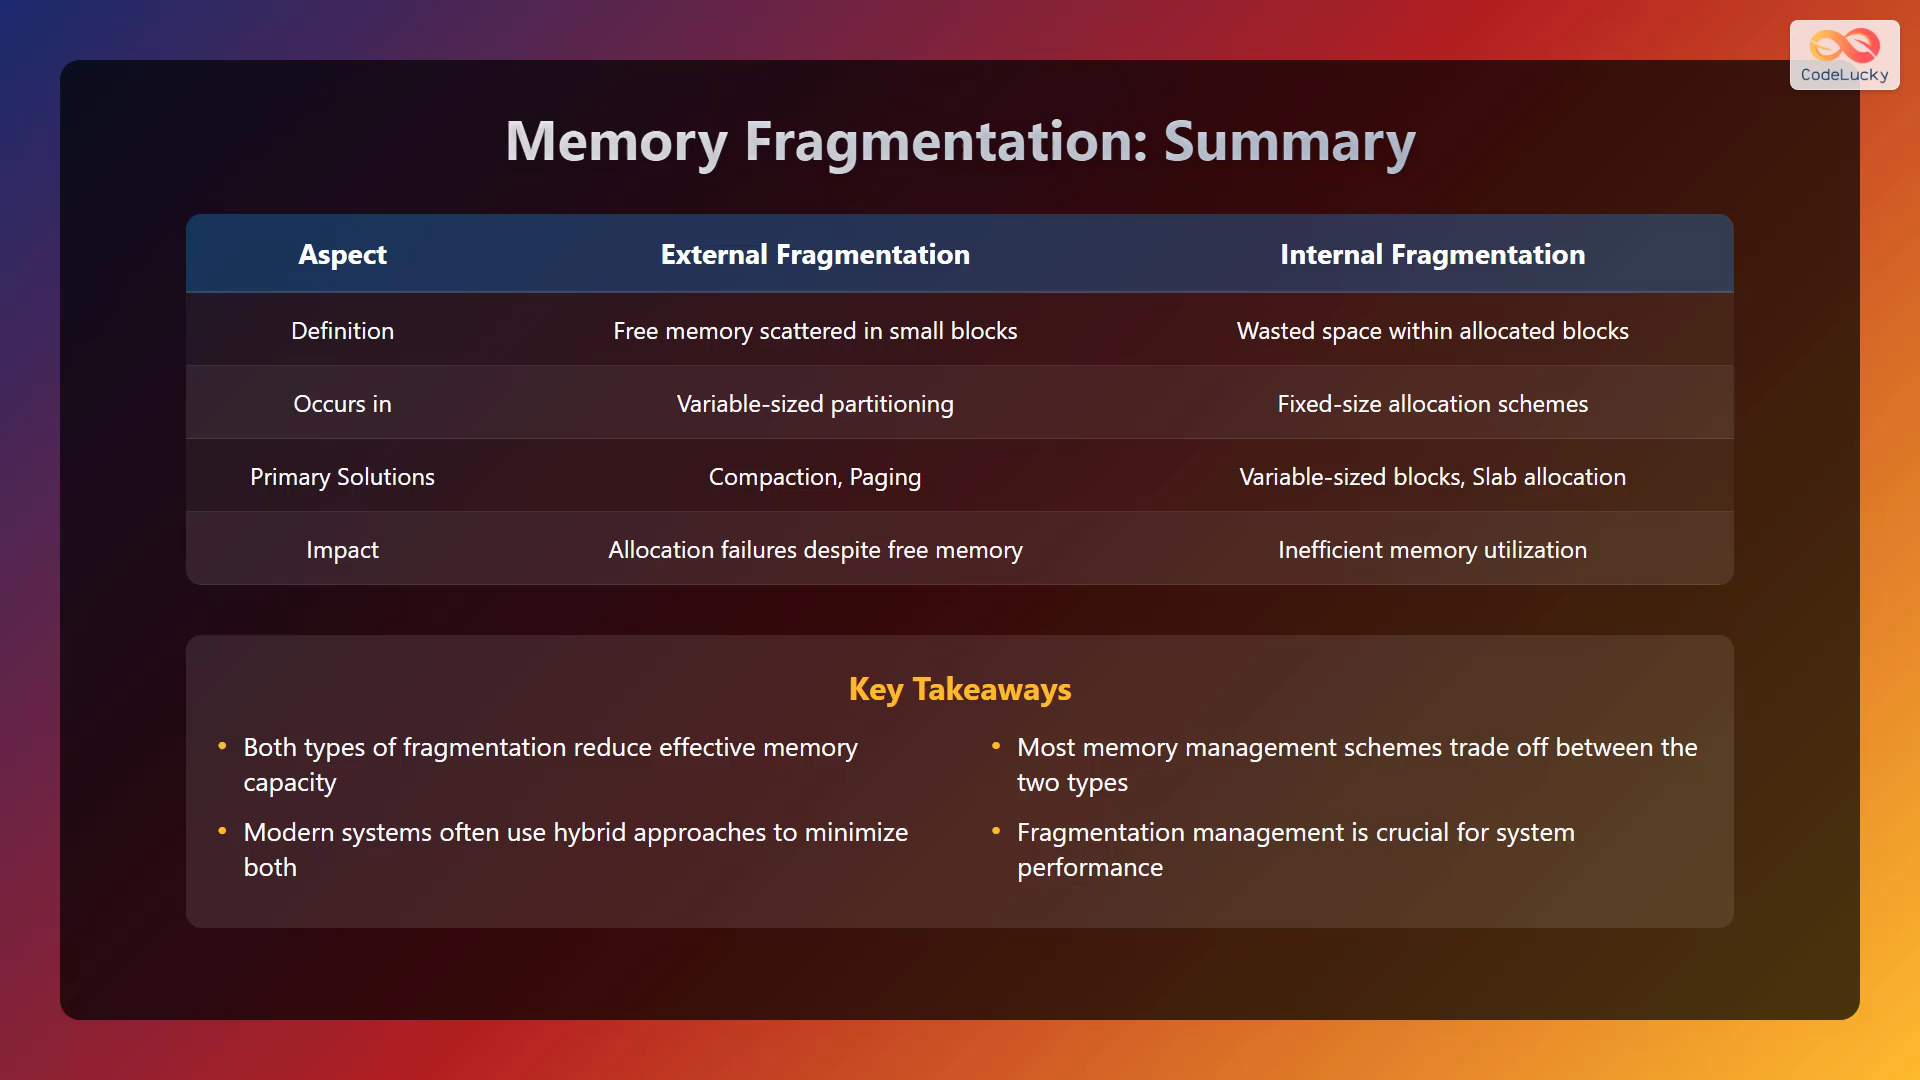 CodeLucky
Memory Fragmentation: Summary
Aspect External Fragmentation Internal Fragmentation
Definition Free memory scattered in small blocks Wasted space within allocated blocks
Occurs in Variable-sized partitioning Fixed-size allocation schemes
Primary Solutions Compaction, Paging Variable-sized blocks, Slab allocation
Impact Allocation failures despite free memory Inefficient memory utilization
Key Takeaways
• Both types of fragmentation reduce effective memory
capacity
• Most memory management schemes trade off between the
two types
• Modern systems often use hybrid approaches to minimize
both
• Fragmentation management is crucial for system
performance